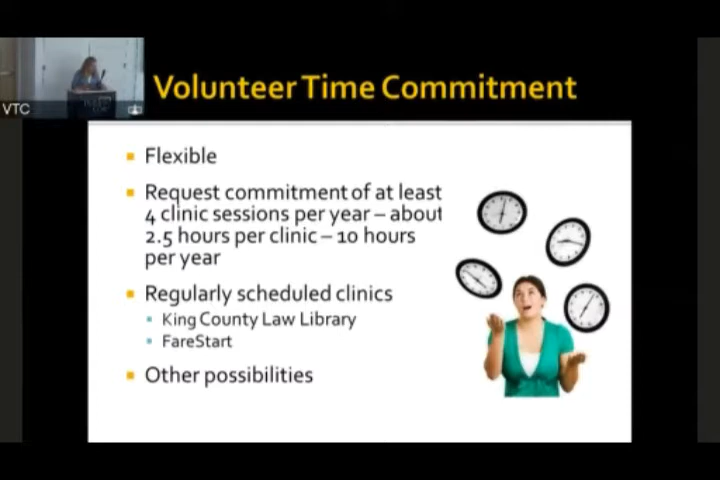 Volunteer Time Commitment
VTC
Flexible
Request commitment of at least
4 clinic sessions per year – about
2.5 hours per clinic – 10 hours
per year
Regularly scheduled clinics
King County Law Library
FareStart
Other possibilities